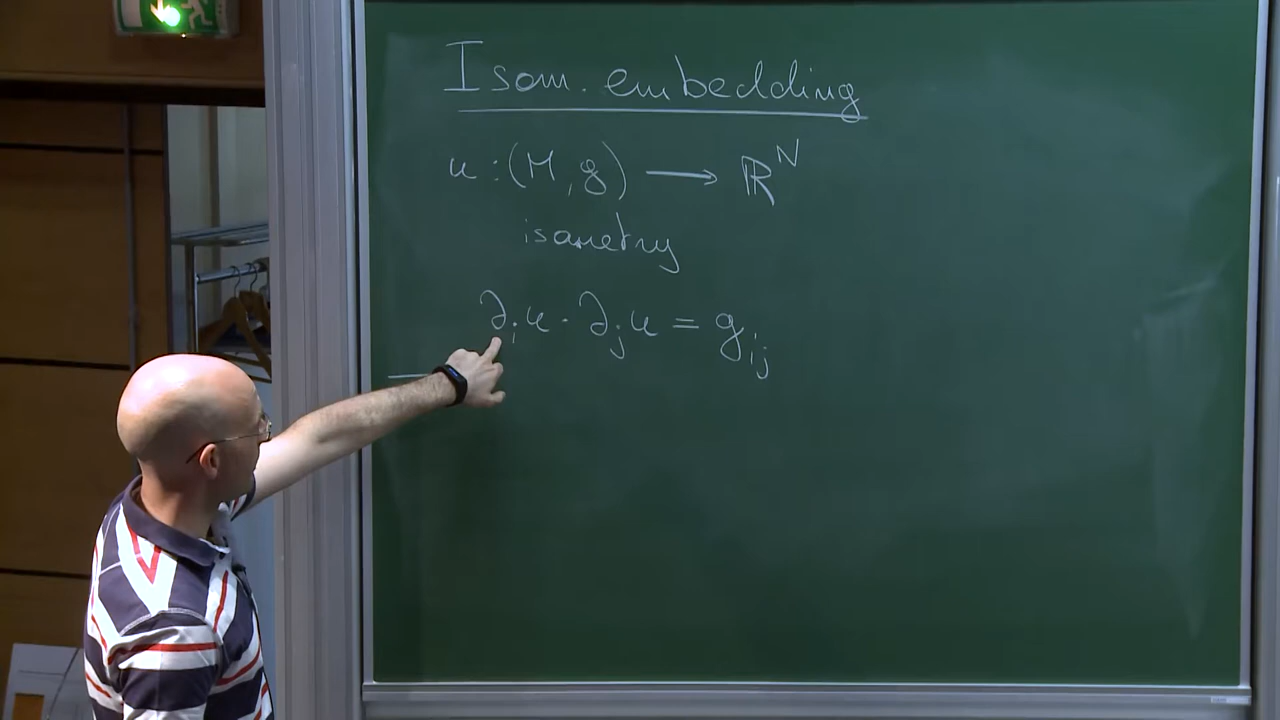 Isom. embedding
u : (M, g) ⟶ ℝ^N
isometry
∂_i u · ∂_j u = g_ij